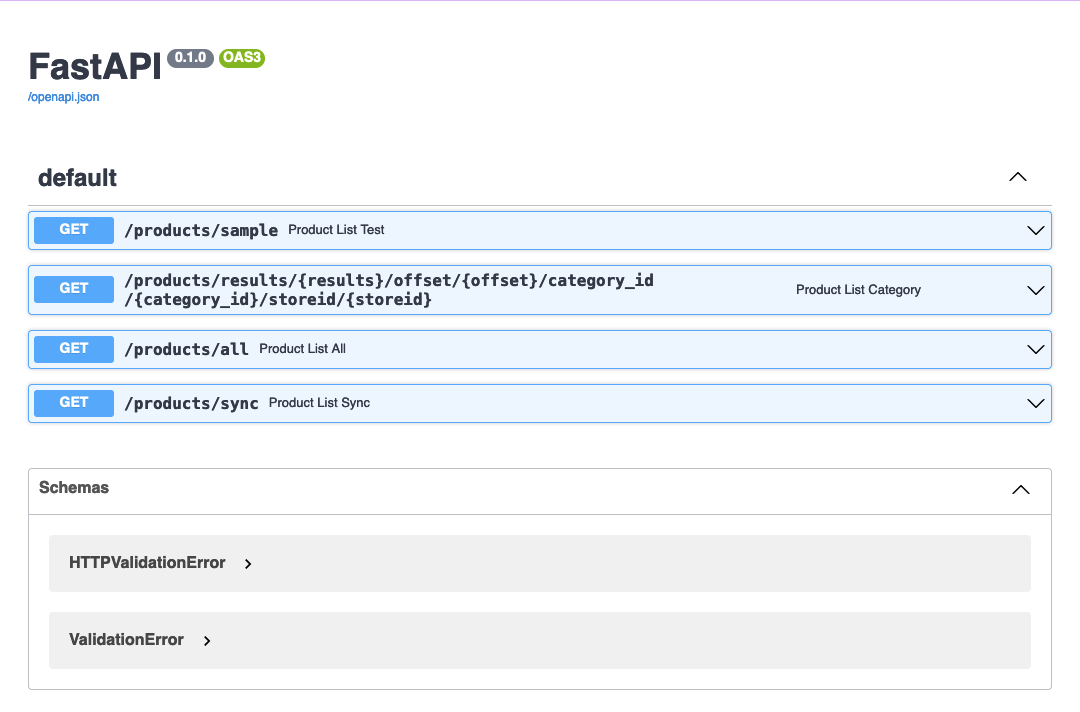 FastAPI 0.1.0 OAS3
/openapi.json
default
GET /products/sample Product List Test
GET /products/results/{results}/offset/{offset}/category_id
/{category_id}/storeid/{storeid} Product List Category
GET /products/all Product List All
GET /products/sync Product List Sync
Schemas
HTTPValidationError
ValidationError